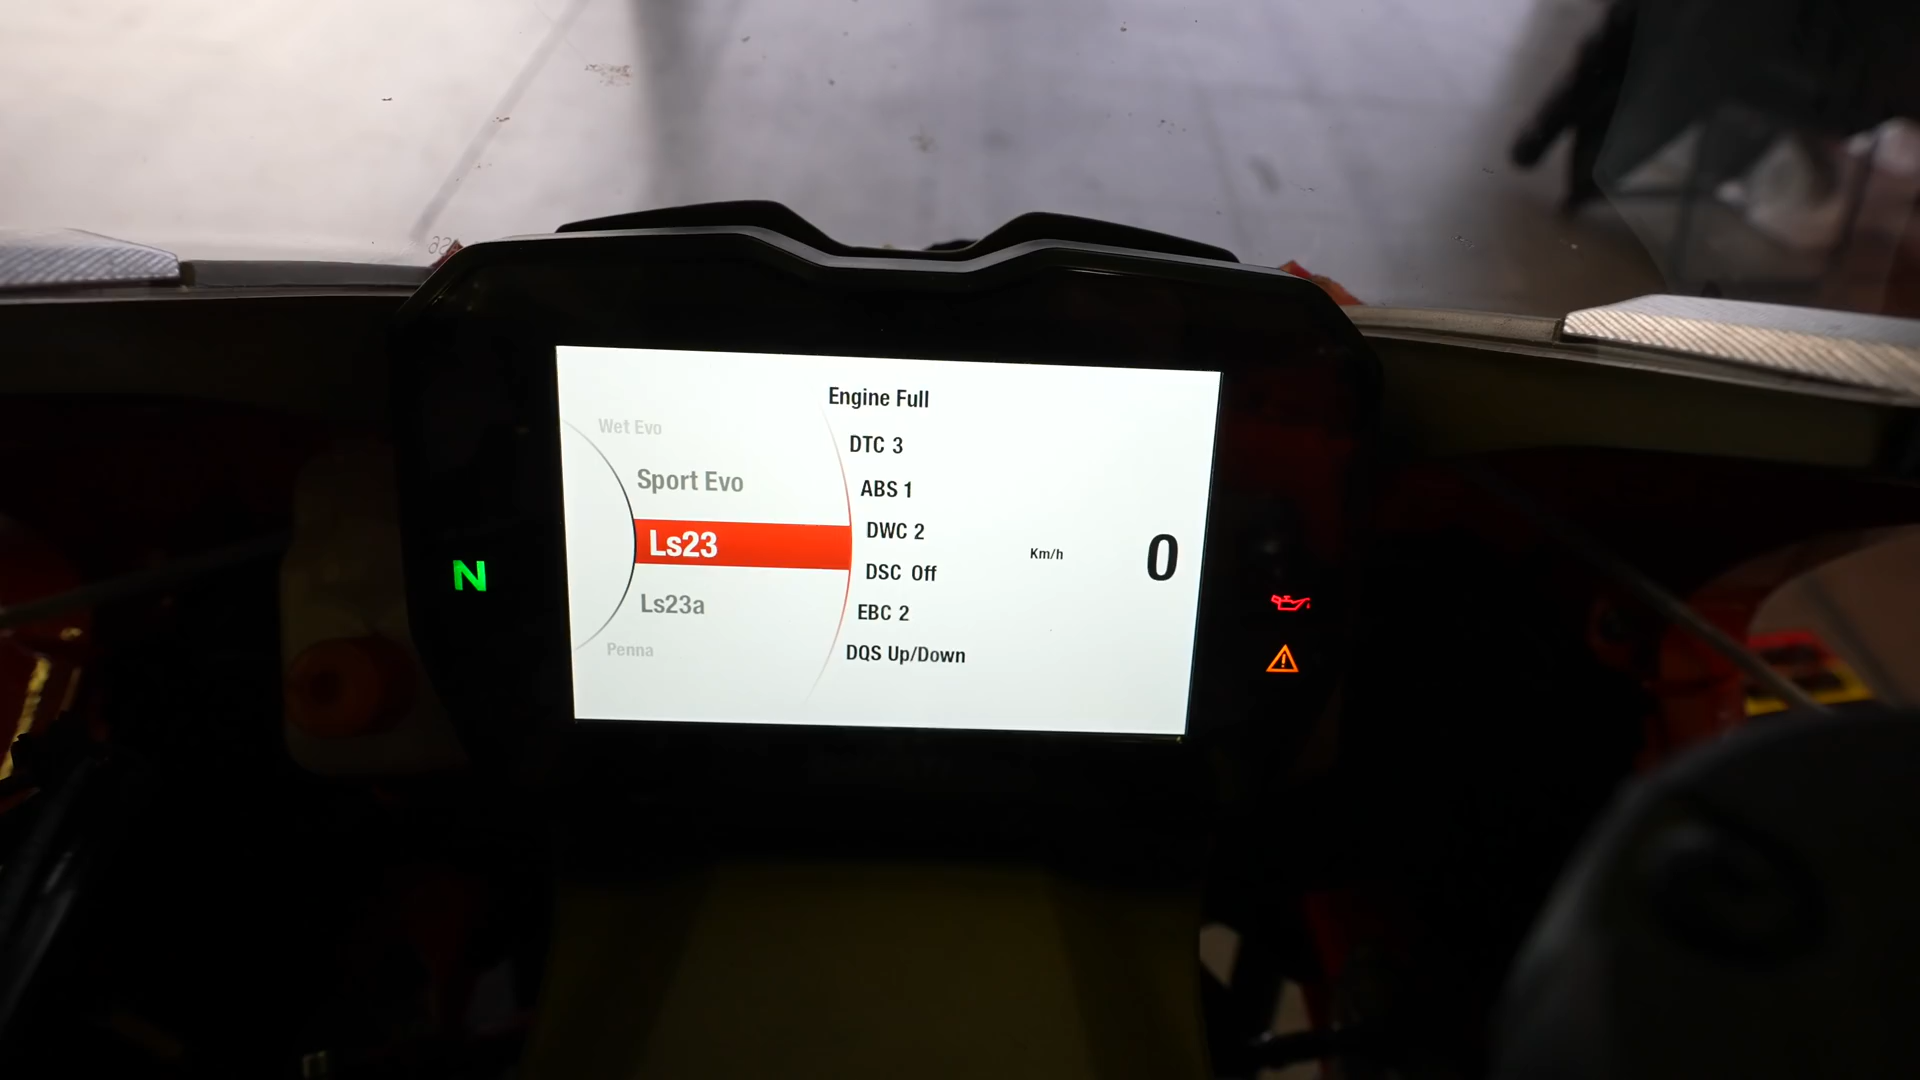 Wet Evo
Sport Evo
Ls23
Ls23a
Penna
Engine Full
DTC 3
ABS 1
DWC 2
DSC Off
EBC 2
DQS Up/Down
Km/h
0
N